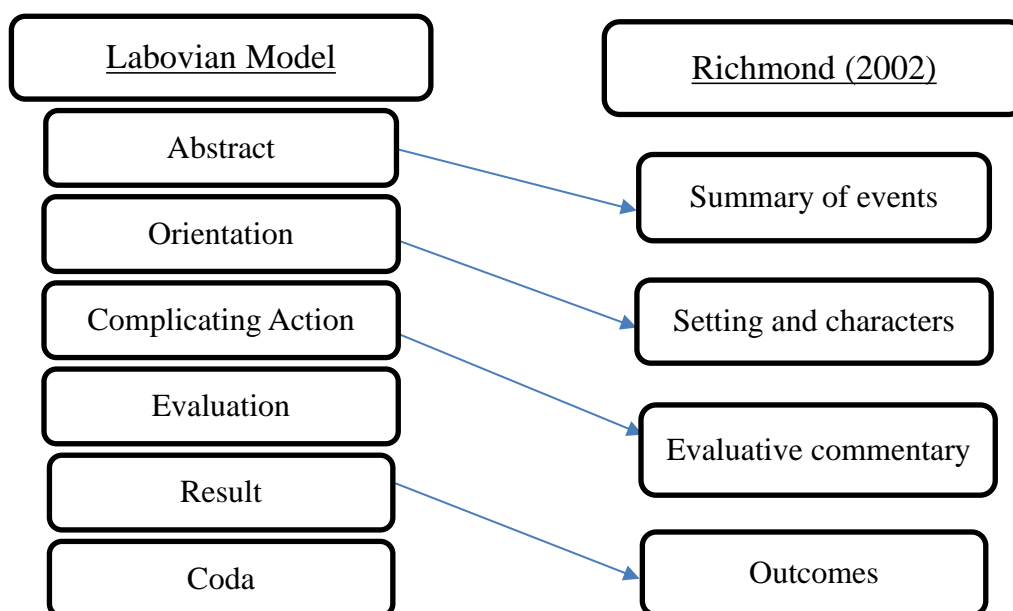 Labovian Model
Abstract
Orientation
Complicating Action
Evaluation
Result
Coda
Richmond (2002)
Summary of events
Setting and characters
Evaluative commentary
Outcomes